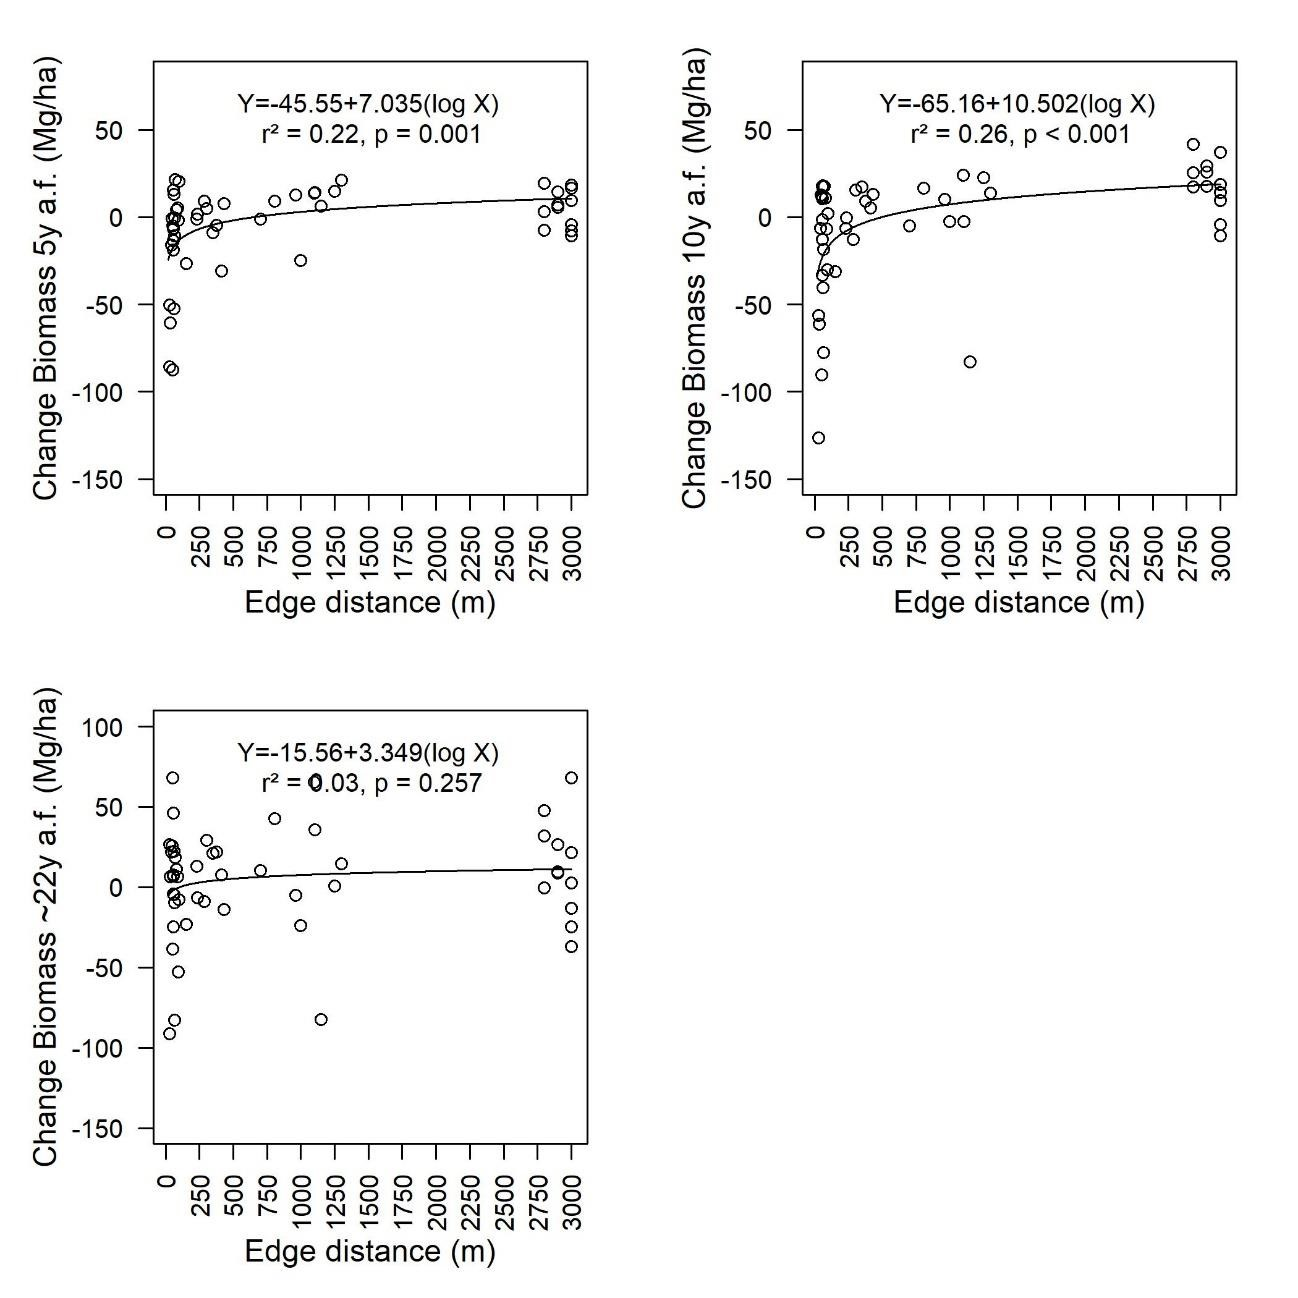 Y=-45.55+7.035(log X)
r² = 0.22, p = 0.001
Change Biomass 5y a.f. (Mg/ha)
50
0
-50
-100
-150
0 250 500 750 1000 1250 1500 1750 2000 2250 2500 2750 3000
Edge distance (m)
Y=-65.16+10.502(log X)
r² = 0.26, p < 0.001
Change Biomass 10y a.f. (Mg/ha)
50
0
-50
-100
-150
0 250 500 750 1000 1250 1500 1750 2000 2250 2500 2750 3000
Edge distance (m)
Y=-15.56+3.349(log X)
r² = 0.03, p = 0.257
Change Biomass ~22y a.f. (Mg/ha)
100
50
0
-50
-100
-150
0 250 500 750 1000 1250 1500 1750 2000 2250 2500 2750 3000
Edge distance (m)